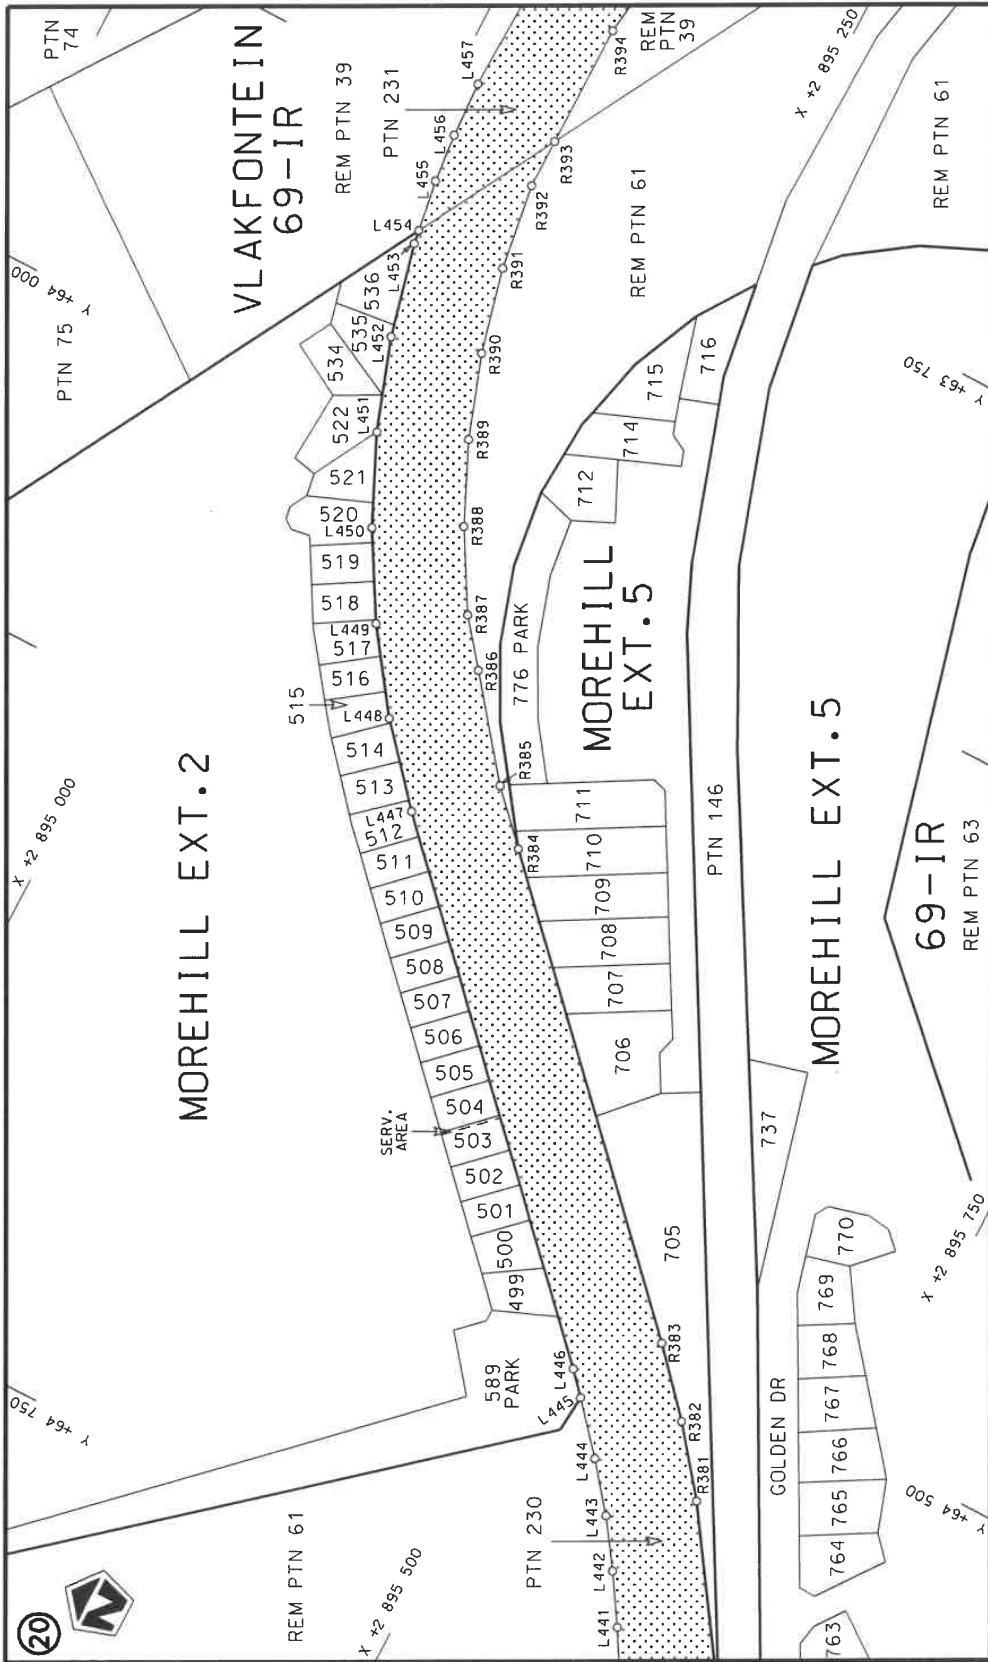 20
REM PTN 61
X +2 895 500
PTN 230
L441
L442
L443
L444
L445
L446
589
PARK
Y +64 750
MOREHILL EXT.2
X +2 895 000
SERV.
AREA
499
500
501
502
503
504
505
506
507
508
509
510
511
512
L447
513
514
L448
515
516
517
L449
518
519
520
L450
521
522
L451
534
535
L452
536
L453
L454
L455
L456
L457
PTN 75
Y +64 000
PTN
74
VLAKFONTEIN
69-IR
REM PTN 39
PTN 231
R381
R382
R383
R384
R385
R386
R387
R388
R389
R390
R391
R392
R393
R394
REM
PTN
39
REM PTN 61
X +2 895 250
REM PTN 61
705
706
707
708
709
710
711
776 PARK
712
714
715
716
MOREHILL
EXT.5
PTN 146
MOREHILL EXT.5
69-IR
REM PTN 63
Y +63 750
737
GOLDEN DR
763
764
765
766
767
768
769
770
X +2 895 750
Y +64 500